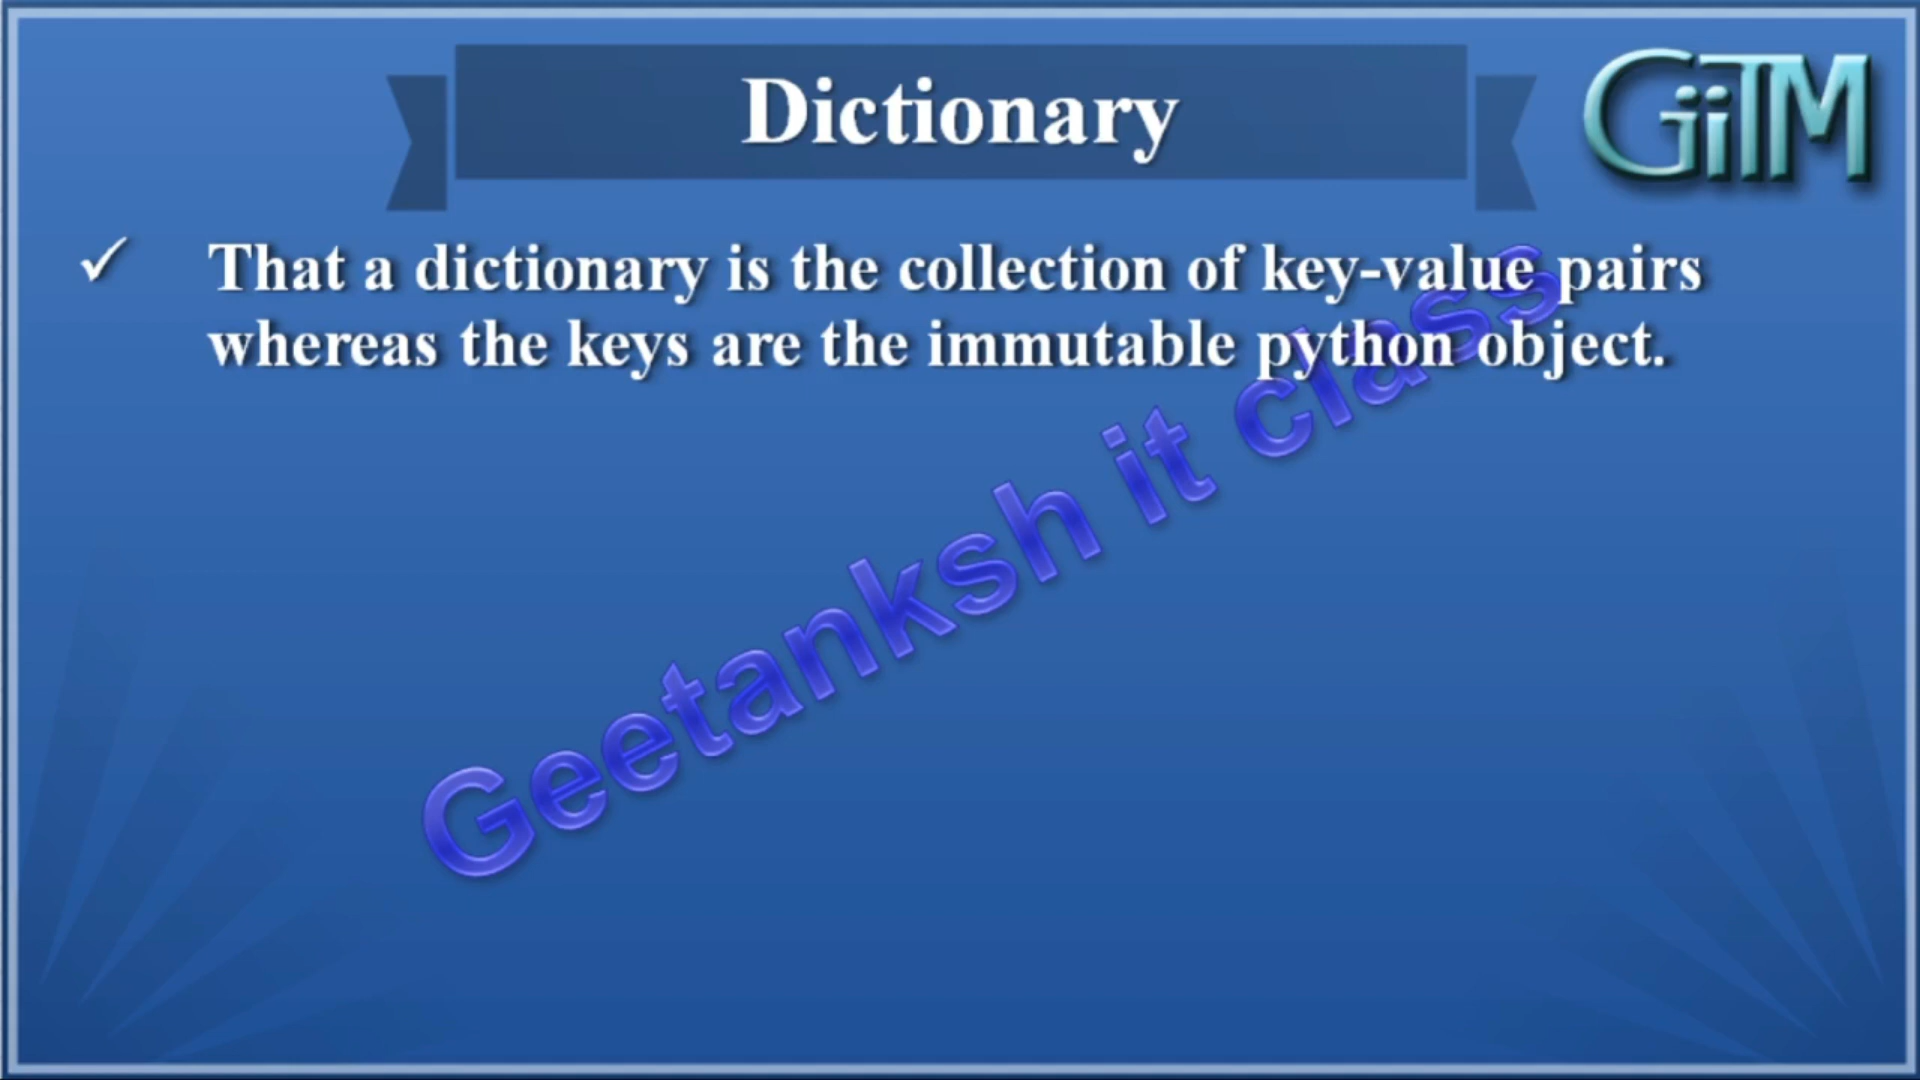 Dictionary
GiTM
✓ That a dictionary is the collection of key-value pairs
whereas the keys are the immutable python object.
Geetanksh it class